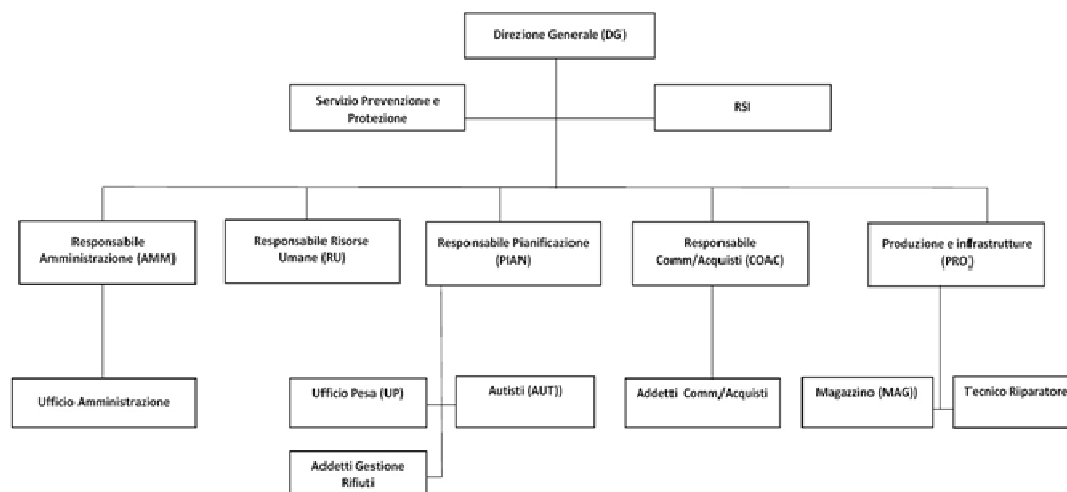 Direzione Generale (DG)
Servizio Prevenzione e
Protezione
RSI
Responsabile
Amministrazione (AMM)
Responsabile Risorse
Umane (RU)
Responsabile Pianificazione
(PIAN)
Responsabile
Comm/Acquisti (COAC)
Produzione e infrastrutture
(PRO)
Ufficio Amministrazione
Ufficio Pesa (UP)
Autisti (AUT))
Addetti Comm/Acquisti
Magazzino (MAG))
Tecnico Riparatore
Addetti Gestione
Rifiuti